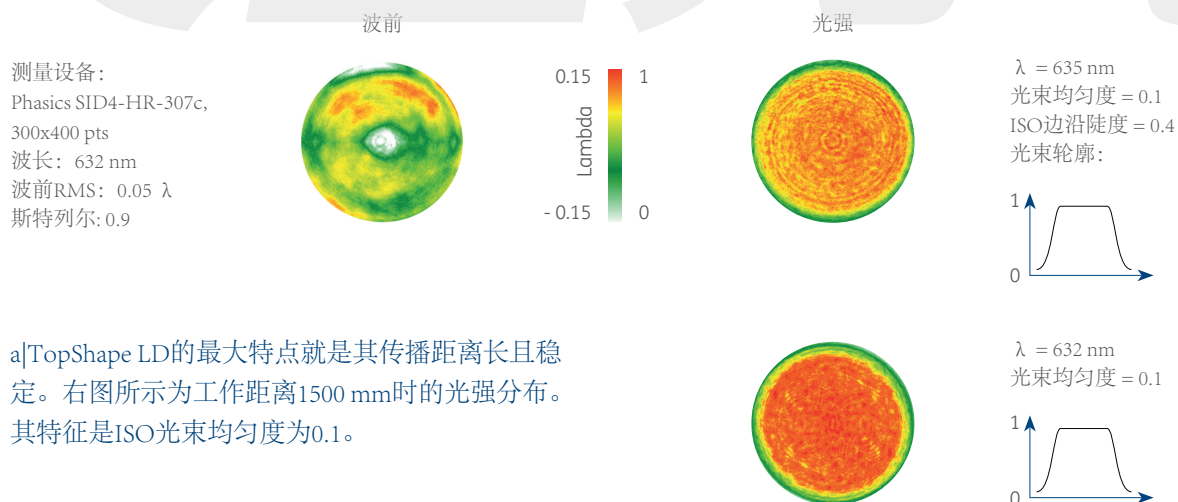 波前
光强
测量设备：
Phasics SID4-HR-307c,
300x400 pts
波长：632 nm
波前RMS：0.05 λ
斯特列尔: 0.9
0.15
1
Lambda
- 0.15
0
λ = 635 nm
光束均匀度 = 0.1
ISO边沿陡度 = 0.4
光束轮廓：
1
0
a|TopShape LD的最大特点就是其传播距离长且稳
定。右图所示为工作距离1500 mm时的光强分布。
其特征是ISO光束均匀度为0.1。
λ = 632 nm
光束均匀度 = 0.1
1
0